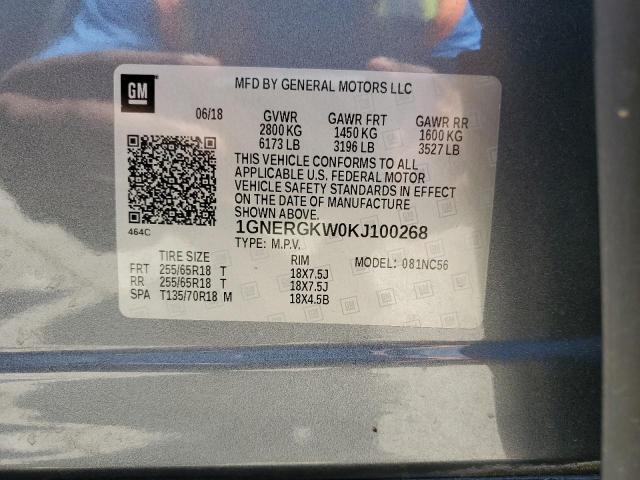 GM
MFD BY GENERAL MOTORS LLC
06/18 GVWR GAWR FRT GAWR RR
2800 KG 1450 KG 1600 KG
6173 LB 3196 LB 3527 LB
THIS VEHICLE CONFORMS TO ALL
APPLICABLE U.S. FEDERAL MOTOR
VEHICLE SAFETY STANDARDS IN EFFECT
ON THE DATE OF MANUFACTURE
SHOWN ABOVE.
464C
1GNERGKW0KJ100268
TYPE: M.P.V.
TIRE SIZE RIM MODEL: 081NC56
FRT 255/65R18 T 18X7.5J
RR 255/65R18 T 18X7.5J
SPA T135/70R18 M 18X4.5B